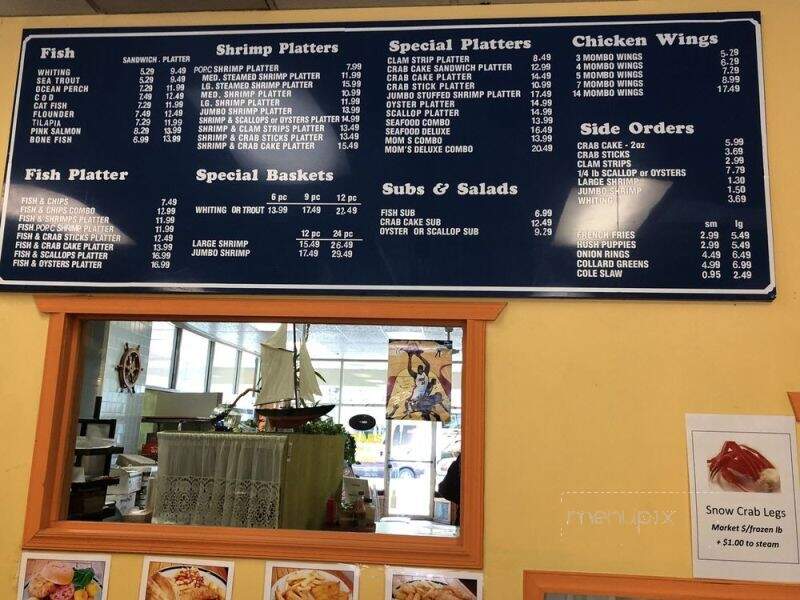 Fish
SANDWICH . PLATTER
WHITING 5.29 9.49
SEA TROUT 5.29 9.49
OCEAN PERCH 7.29 11.99
COD 7.49 12.49
CAT FISH 7.29 11.99
FLOUNDER 7.49 12.49
TILAPIA 7.29 11.99
PINK SALMON 8.29 13.99
BONE FISH 6.99 13.99
Fish Platter
FISH & CHIPS 7.49
FISH & CHIPS COMBO 12.99
FISH & SHRIMPS PLATTER 11.99
FISH.PORC SHRIMP PLATTER 11.99
FISH & CRAB STICKS PLATTER 12.49
FISH & CRAB CAKE PLATTER 13.99
FISH & SCALLOPS PLATTER 16.99
FISH & OYSTERS PLATTER 16.99
Shrimp Platters
PORC SHRIMP PLATTER 7.99
MED. STEAMED SHRIMP PLATTER 11.99
LG. STEAMED SHRIMP PLATTER 15.99
MED. SHRIMP PLATTER 10.99
LG. SHRIMP PLATTER 11.99
JUMBO SHRIMP PLATTER 13.99
SHRIMP & SCALLOPS or OYSTERS PLATTER 14.99
SHRIMP & CLAM STRIPS PLATTER 13.49
SHRIMP & CRAB STICKS PLATTER 13.49
SHRIMP & CRAB CAKE PLATTER 15.49
Special Baskets
6 pc 9 pc 12 pc
WHITING OR TROUT 13.99 17.49 22.49
12 pc 24 pc
LARGE SHRIMP 15.49 26.49
JUMBO SHRIMP 17.49 29.49
Special Platters
CLAM STRIP PLATTER 8.49
CRAB CAKE SANDWICH PLATTER 12.99
CRAB CAKE PLATTER 14.49
CRAB STICK PLATTER 10.99
JUMBO STUFFED SHRIMP PLATTER 17.49
OYSTER PLATTER 14.99
SCALLOP PLATTER 14.99
SEAFOOD COMBO 13.99
SEAFOOD DELUXE 16.49
MOM S COMBO 13.99
MOM'S DELUXE COMBO 20.49
Subs & Salads
FISH SUB 6.99
CRAB CAKE SUB 12.49
OYSTER OR SCALLOP SUB 9.29
Chicken Wings
3 MOMBO WINGS 5.29
4 MOMBO WINGS 6.29
5 MOMBO WINGS 7.29
7 MOMBO WINGS 8.99
14 MOMBO WINGS 17.49
Side Orders
CRAB CAKE - 2oz 5.99
CRAB STICKS 3.69
CLAM STRIPS 2.99
1/4 lb SCALLOP or OYSTERS 7.79
LARGE SHRIMP 1.30
JUMBO SHRIMP 1.50
WHITING 3.69
sm lg
FRENCH FRIES 2.99 5.49
HUSH PUPPIES 2.99 5.49
ONION RINGS 4.49 6.49
COLLARD GREENS 4.99 6.99
COLE SLAW 0.95 2.49
Snow Crab Legs
Market $/frozen lb
+ $1.00 to steam
menupix